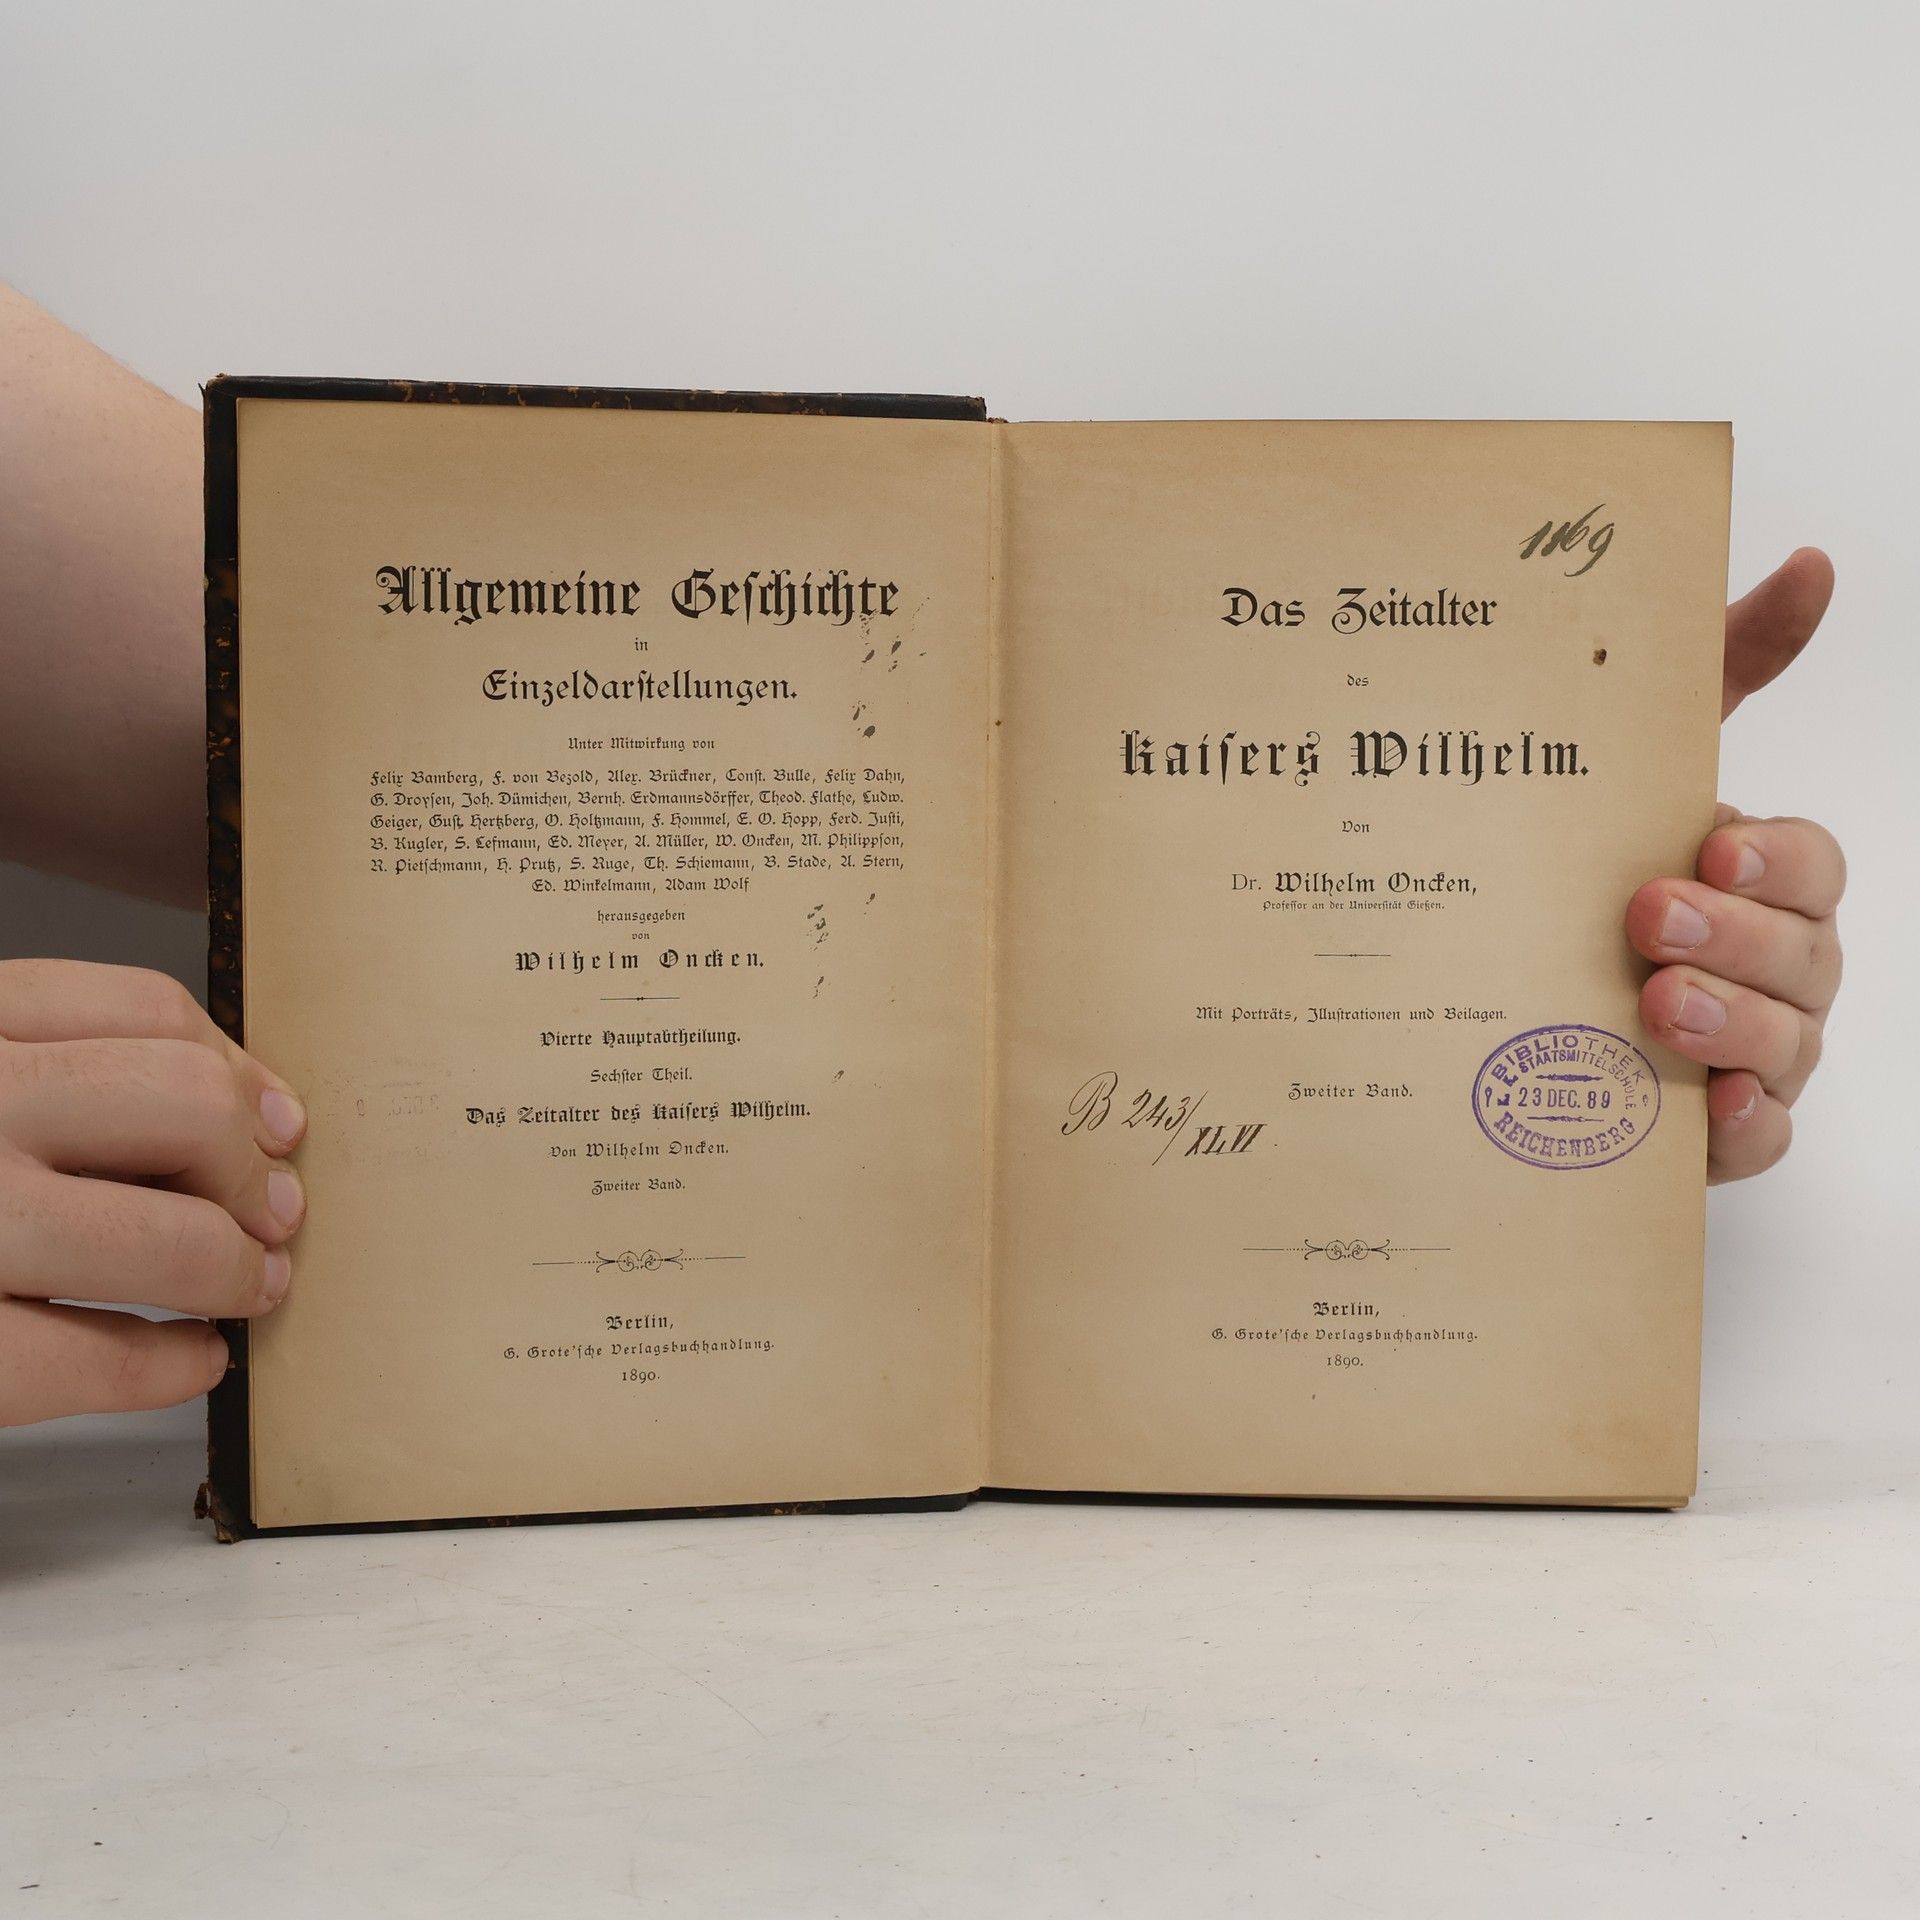 Allgemeine Geschichte
in
Einzeldarstellungen.
Unter Mitwirkung von
Felix Bamberg, F. von Bezold, Alex. Brückner, Const. Bulle, Felix Dahn,
G. Droysen, Joh. Dümichen, Bernh. Erdmannsdörffer, Theod. Flathe, Ludw.
Geiger, Gust. Hertzberg, O. Holtzmann, F. Hommel, E. O. Hopp, Ferd. Justi,
B. Kugler, S. Lefmann, Ed. Meyer, A. Müller, W. Oncken, M. Philippson,
R. Pietschmann, H. Prutz, S. Ruge, Th. Schiemann, B. Stade, A. Stern,
Ed. Winkelmann, Adam Wolf
herausgegeben
von
Wilhelm Oncken.
Vierte Hauptabtheilung.
Sechster Theil.
Das Zeitalter des Kaisers Wilhelm.
Von Wilhelm Oncken.
Zweiter Band.
Berlin,
G. Grote'sche Verlagsbuchhandlung.
1890.
1169
Das Zeitalter
des
Kaisers Wilhelm.
Von
Dr. Wilhelm Oncken,
Professor an der Universität Gießen.
Mit Porträts, Illustrationen und Beilagen.
Zweiter Band.
B 243/XLVI
BIBLIOTHEK
STAATSMITTELSCHULE
23 DEC. 89
REICHENBERG
Berlin,
G. Grote'sche Verlagsbuchhandlung.
1890.